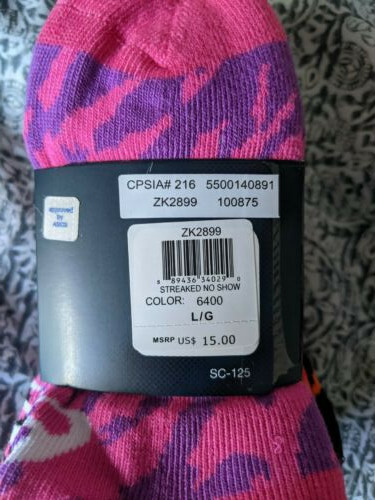 CPSIA# 216 5500140891
ZK2899 100875
approved
by
ASICS
ZK2899
8 89436 34029 0
STREAKED NO SHOW
COLOR: 6400
L/G
MSRP US$ 15.00
SC-125